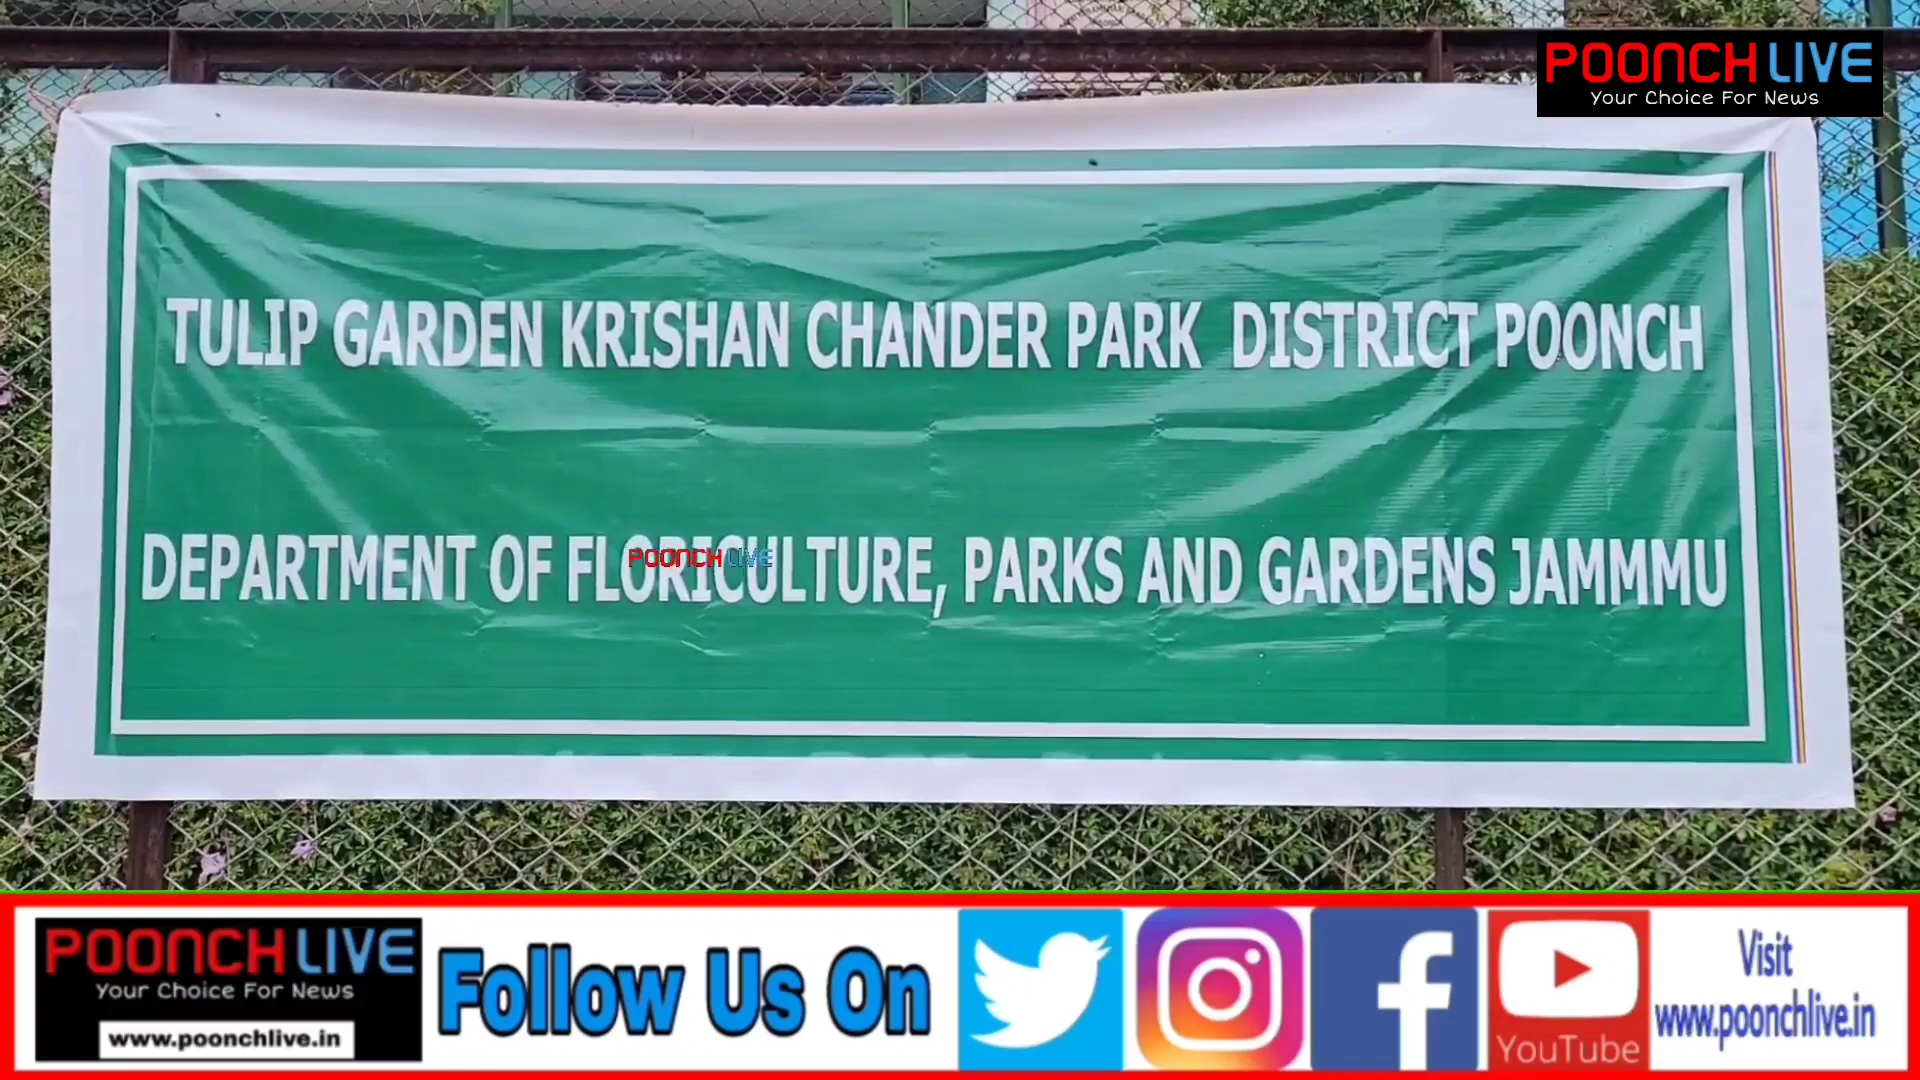 POONCH LIVE
Your Choice For News
TULIP GARDEN KRISHAN CHANDER PARK DISTRICT POONCH
DEPARTMENT OF FLORICULTURE, PARKS AND GARDENS JAMMMU
POONCH LIVE
POONCH LIVE
Your Choice For News
www.poonchlive.in
Follow Us On
YouTube
Visit
www.poonchlive.in